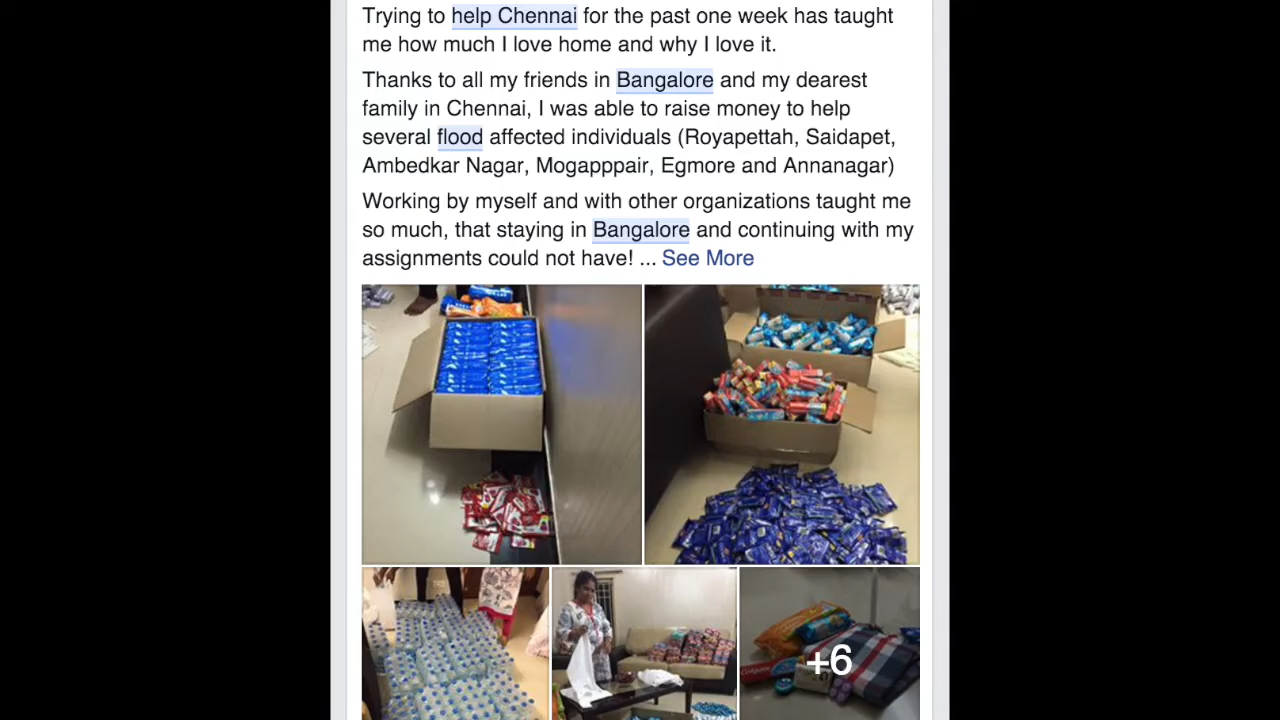 Trying to help Chennai for the past one week has taught
me how much I love home and why I love it.
Thanks to all my friends in Bangalore and my dearest
family in Chennai, I was able to raise money to help
several flood affected individuals (Royapettah, Saidapet,
Ambedkar Nagar, Mogapppair, Egmore and Annanagar)
Working by myself and with other organizations taught me
so much, that staying in Bangalore and continuing with my
assignments could not have! ... See More
Colgate
+6